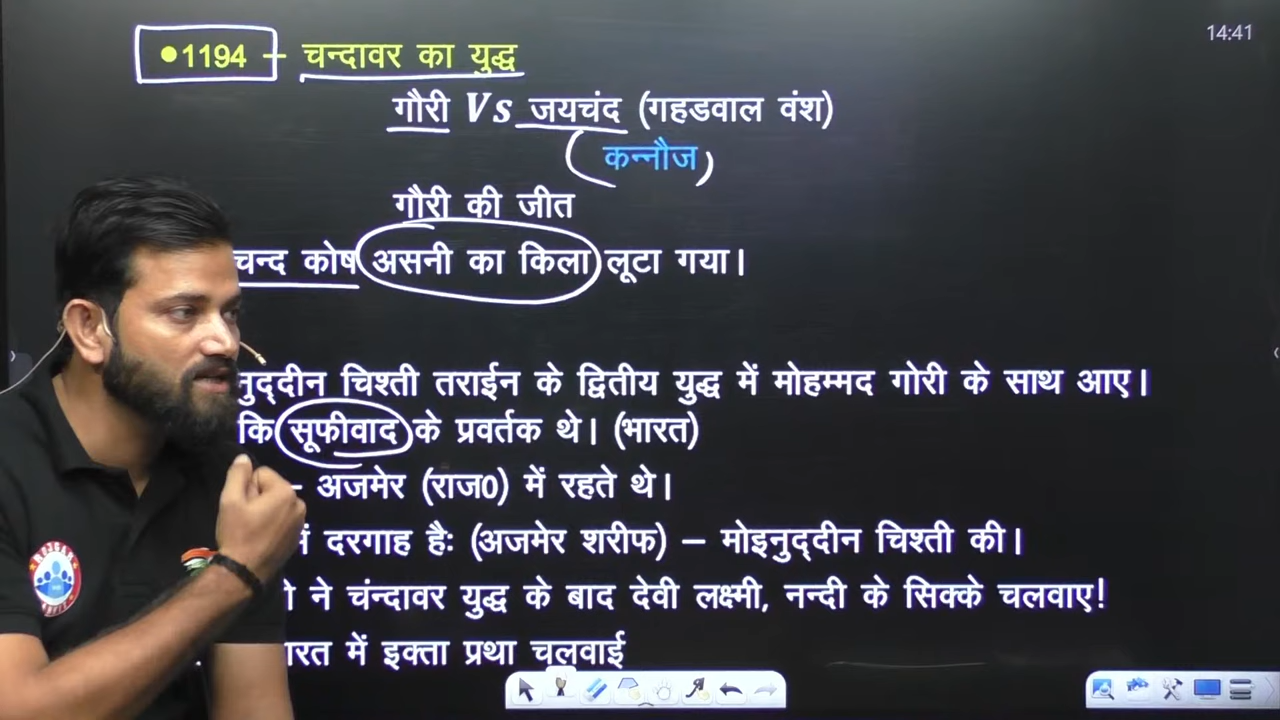 14:41
•1194 – चन्दावर का युद्ध
गौरी Vs जयचंद (गहडवाल वंश)
(कन्नौज)
गौरी की जीत
चन्द कोष असनी का किला लूटा गया।
नुद्दीन चिश्ती तराईन के द्वितीय युद्ध में मोहम्मद गोरी के साथ आए।
कि सूफीवाद के प्रवर्तक थे। (भारत)
– अजमेर (राज0) में रहते थे।
में दरगाह हैः (अजमेर शरीफ) – मोइनुद्दीन चिश्ती की।
ने चंन्दावर युद्ध के बाद देवी लक्ष्मी, नन्दी के सिक्के चलवाए!
रत में इक्ता प्रथा चलवाई